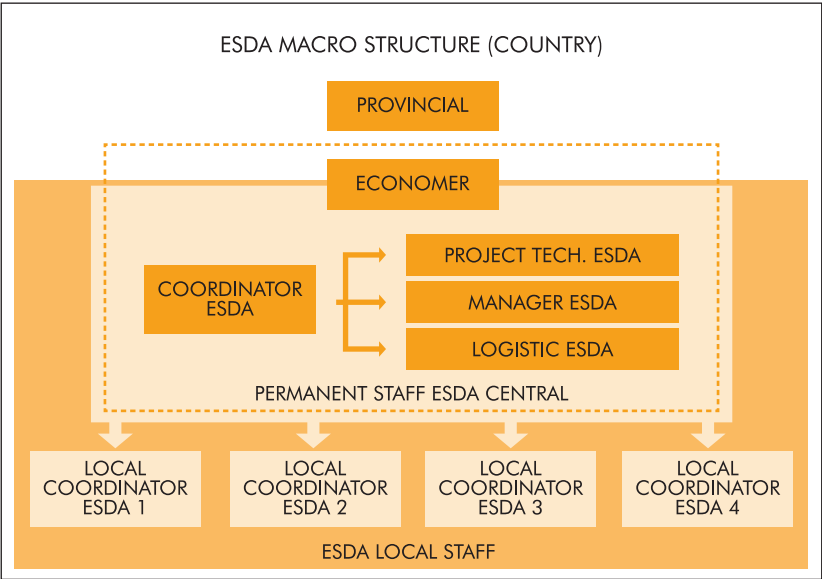 ESDA MACRO STRUCTURE (COUNTRY)
PROVINCIAL
ECONOMER
COORDINATOR
ESDA
PROJECT TECH. ESDA
MANAGER ESDA
LOGISTIC ESDA
PERMANENT STAFF ESDA CENTRAL
LOCAL
COORDINATOR
ESDA 1
LOCAL
COORDINATOR
ESDA 2
LOCAL
COORDINATOR
ESDA 3
LOCAL
COORDINATOR
ESDA 4
ESDA LOCAL STAFF